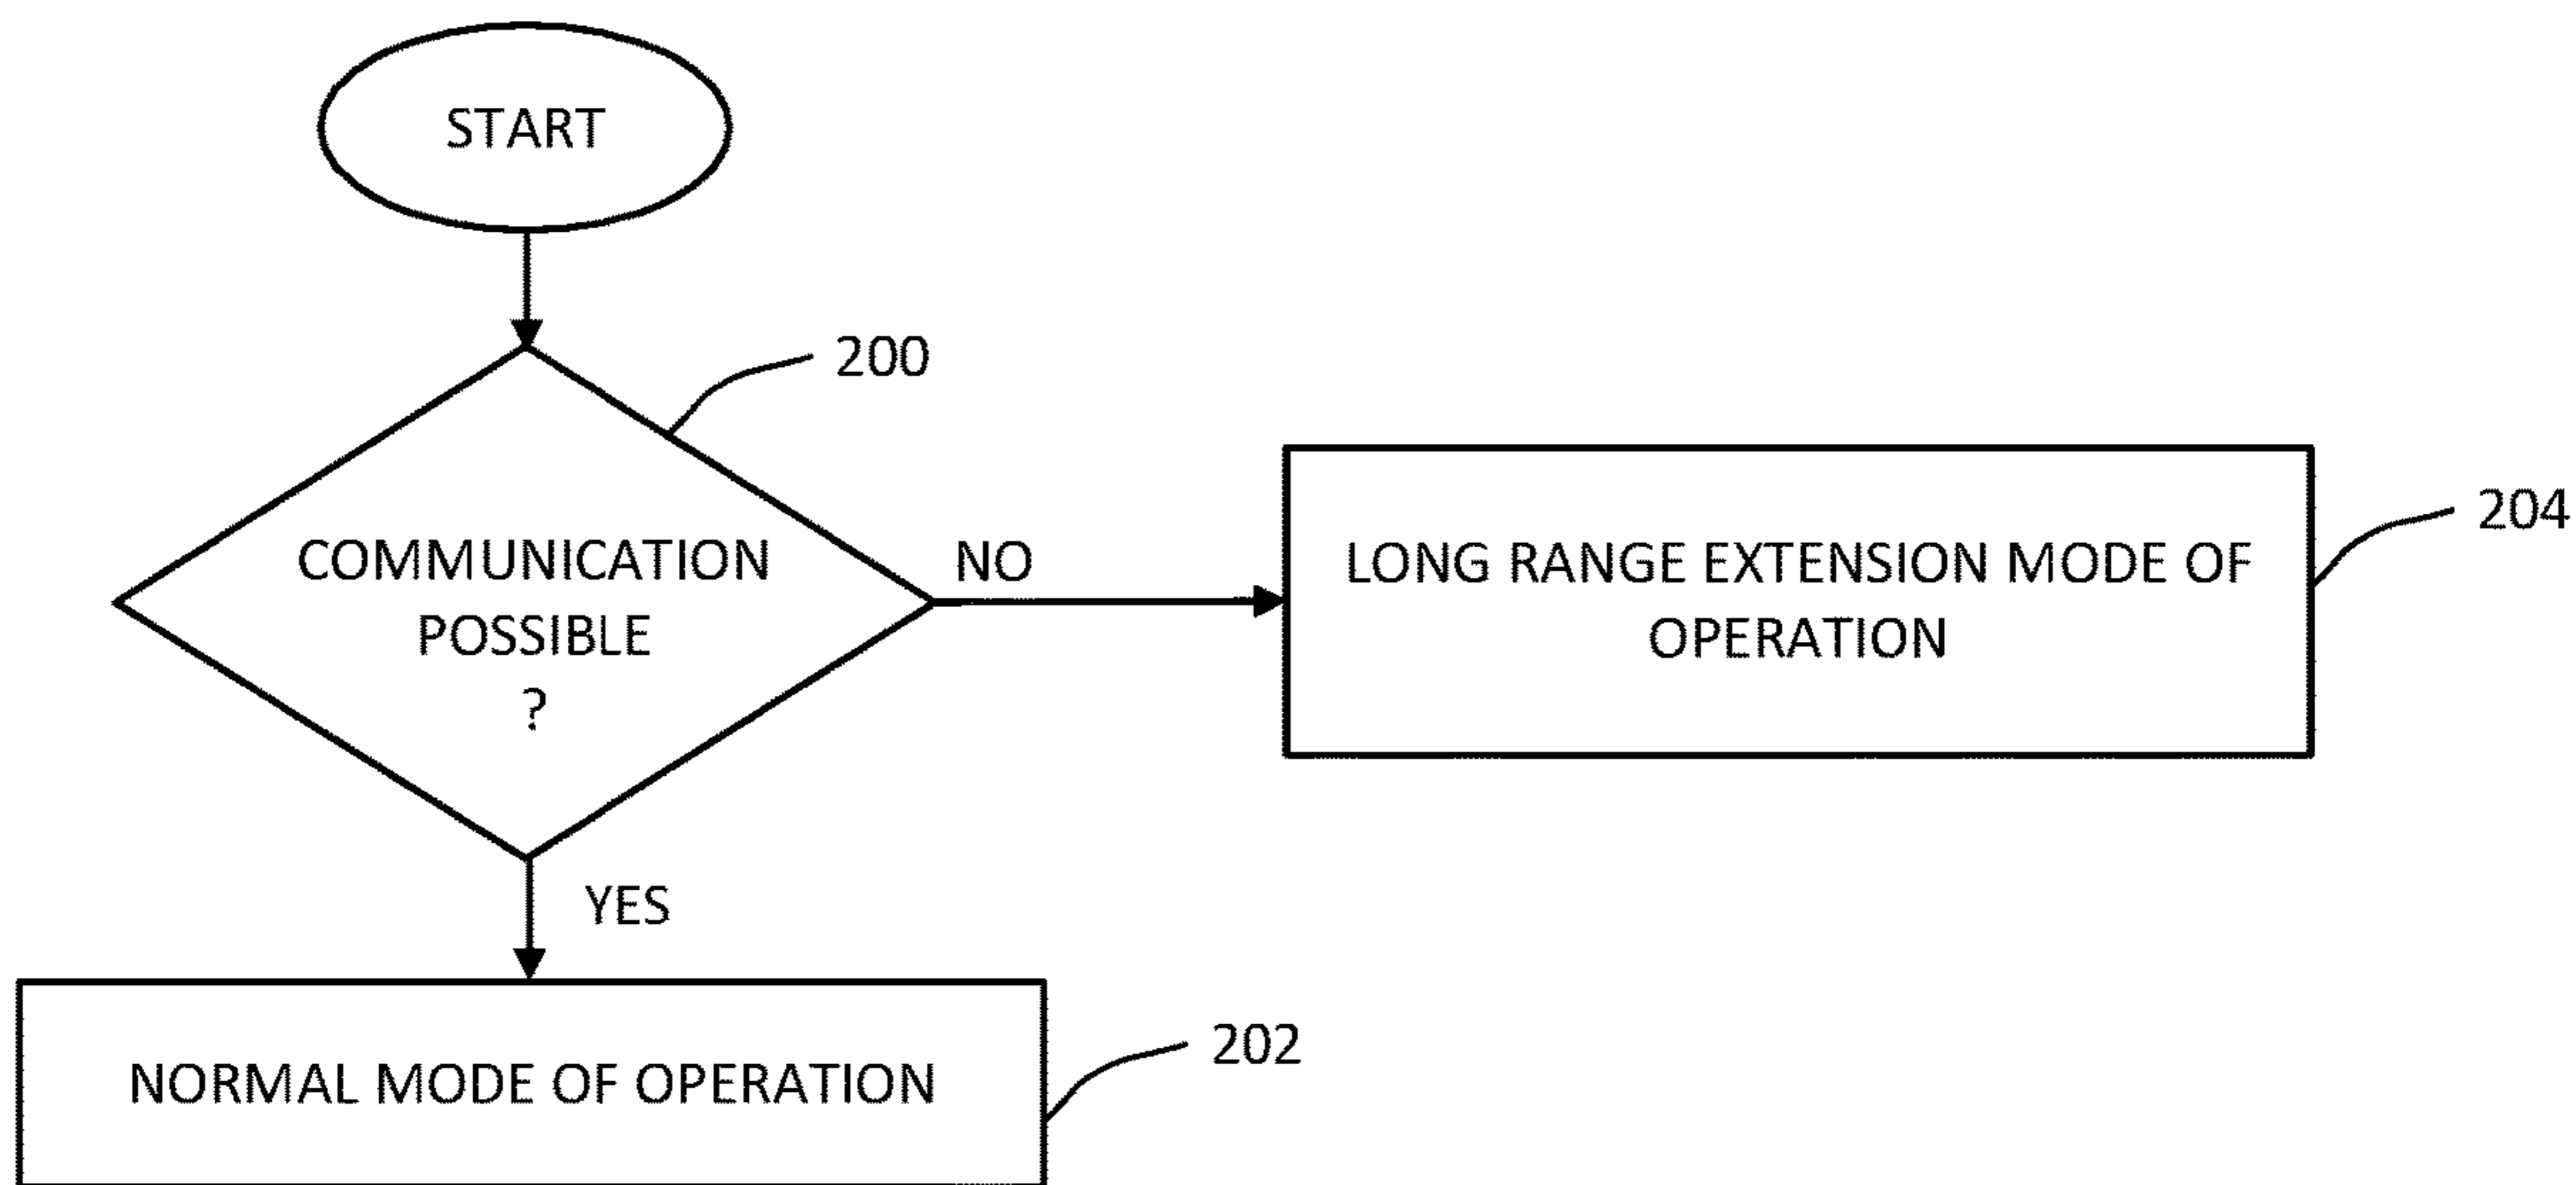 START
200
COMMUNICATION
POSSIBLE
?
NO
LONG RANGE EXTENSION MODE OF
OPERATION
204
YES
NORMAL MODE OF OPERATION
202